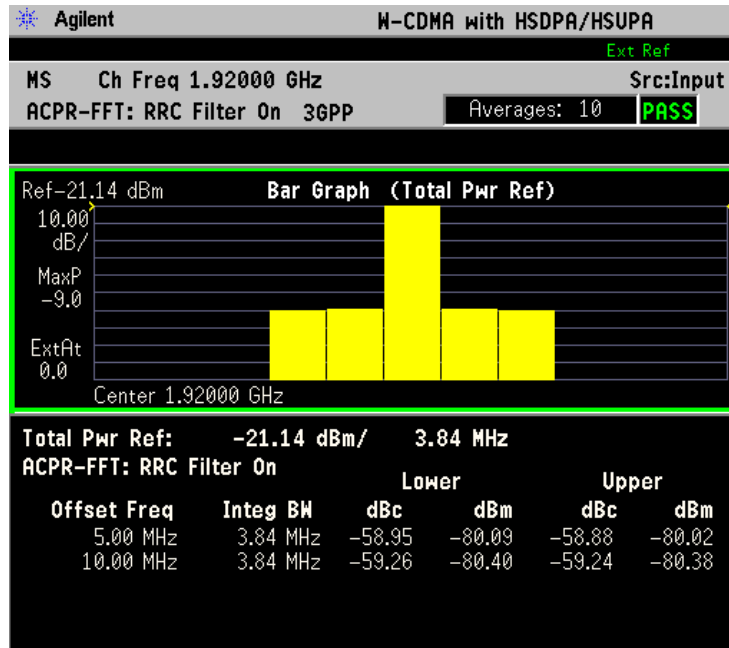 Agilent W-CDMA with HSDPA/HSUPA
Ext Ref
MS Ch Freq 1.92000 GHz Src:Input
ACPR-FFT: RRC Filter On 3GPP Averages: 10 PASS
Ref-21.14 dBm Bar Graph (Total Pwr Ref)
10.00
dB/
MaxP
-9.0
ExtAt
0.0
Center 1.92000 GHz
Total Pwr Ref: -21.14 dBm/ 3.84 MHz
ACPR-FFT: RRC Filter On
Lower Upper
Offset Freq Integ BW dBc dBm dBc dBm
5.00 MHz 3.84 MHz -58.95 -80.09 -58.88 -80.02
10.00 MHz 3.84 MHz -59.26 -80.40 -59.24 -80.38